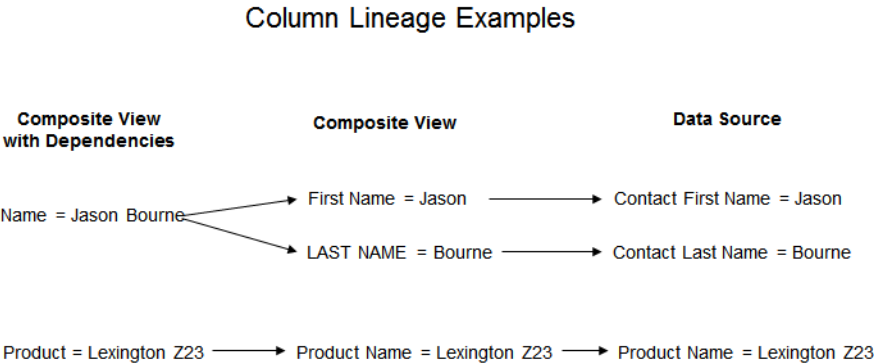 Column Lineage Examples
Composite View
with Dependencies
Composite View
Data Source
Name = Jason Bourne
First Name = Jason
Contact First Name = Jason
LAST NAME = Bourne
Contact Last Name = Bourne
Product = Lexington Z23
Product Name = Lexington Z23
Product Name = Lexington Z23